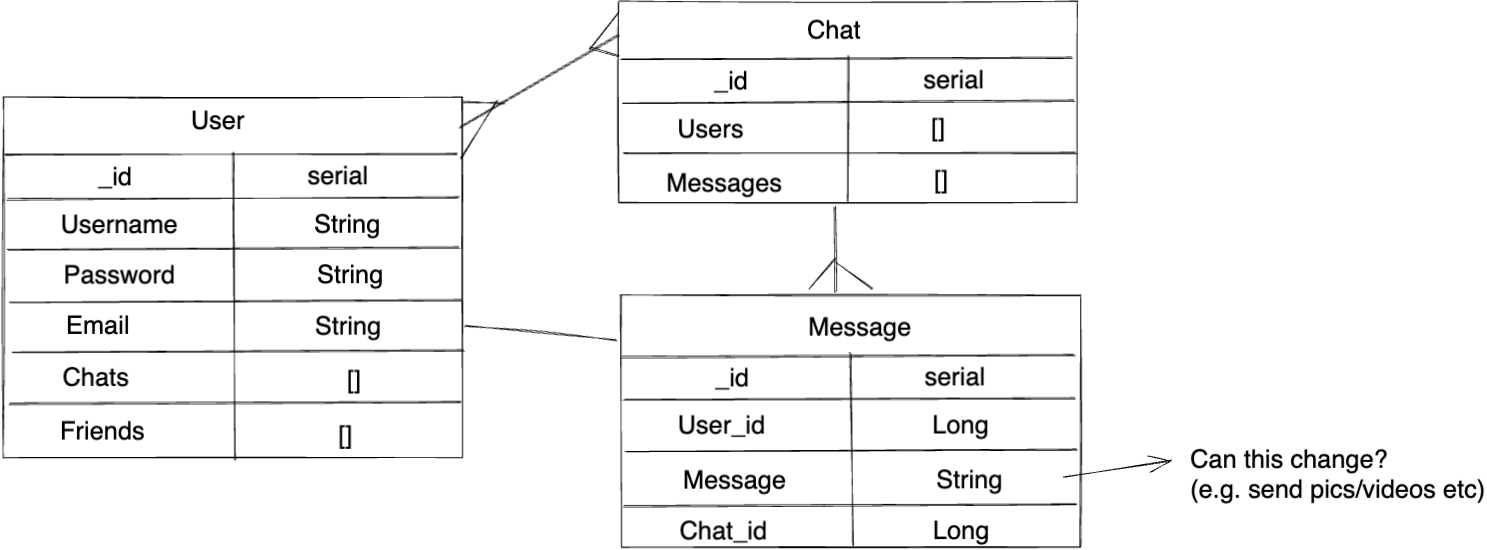 Chat
_id serial
Users []
Messages []
User
_id serial
Username String
Password String
Email String
Chats []
Friends []
Message
_id serial
User_id Long
Message String
Chat_id Long
Can this change?
(e.g. send pics/videos etc)